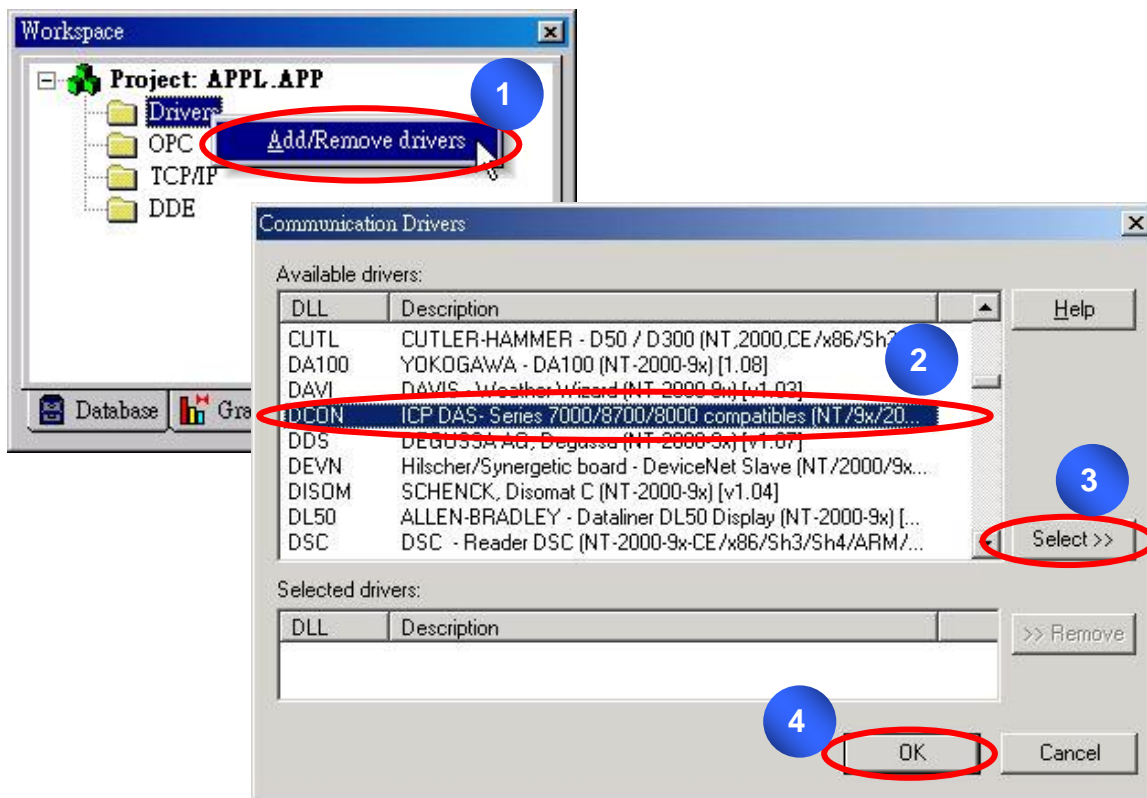 Workspace
Project: APPL.APP
1
Drivers
Add/Remove drivers
OPC
TCP/IP
DDE
Database
Gra
Communication Drivers
Available drivers:
DLL Description
Help
CUTL CUTLER-HAMMER - D50 / D300 (NT,2000,CE/x86/Sh3
2
DA100 YOKOGAWA - DA100 (NT-2000-9x) [1.08]
DAVI DAVIS - Weather Wizard (NT-2000-9x) [v1.03]
DCON ICP DAS- Series 7000/8700/8000 compatibles (NT/9x/20...
DDS DEGUSSA AG, Degussa (NT-2000-9x) [v1.07]
DEVN Hilscher/Synergetic board - DeviceNet Slave (NT/2000/9x...
DISOM SCHENCK, Disomat C (NT-2000-9x) [v1.04]
3
DL50 ALLEN-BRADLEY - Dataliner DL50 Display (NT-2000-9x) [...
DSC DSC - Reader DSC (NT-2000-9x-CE/x86/Sh3/Sh4/ARM/...
Select >>
Selected drivers:
DLL Description
>> Remove
4
OK
Cancel